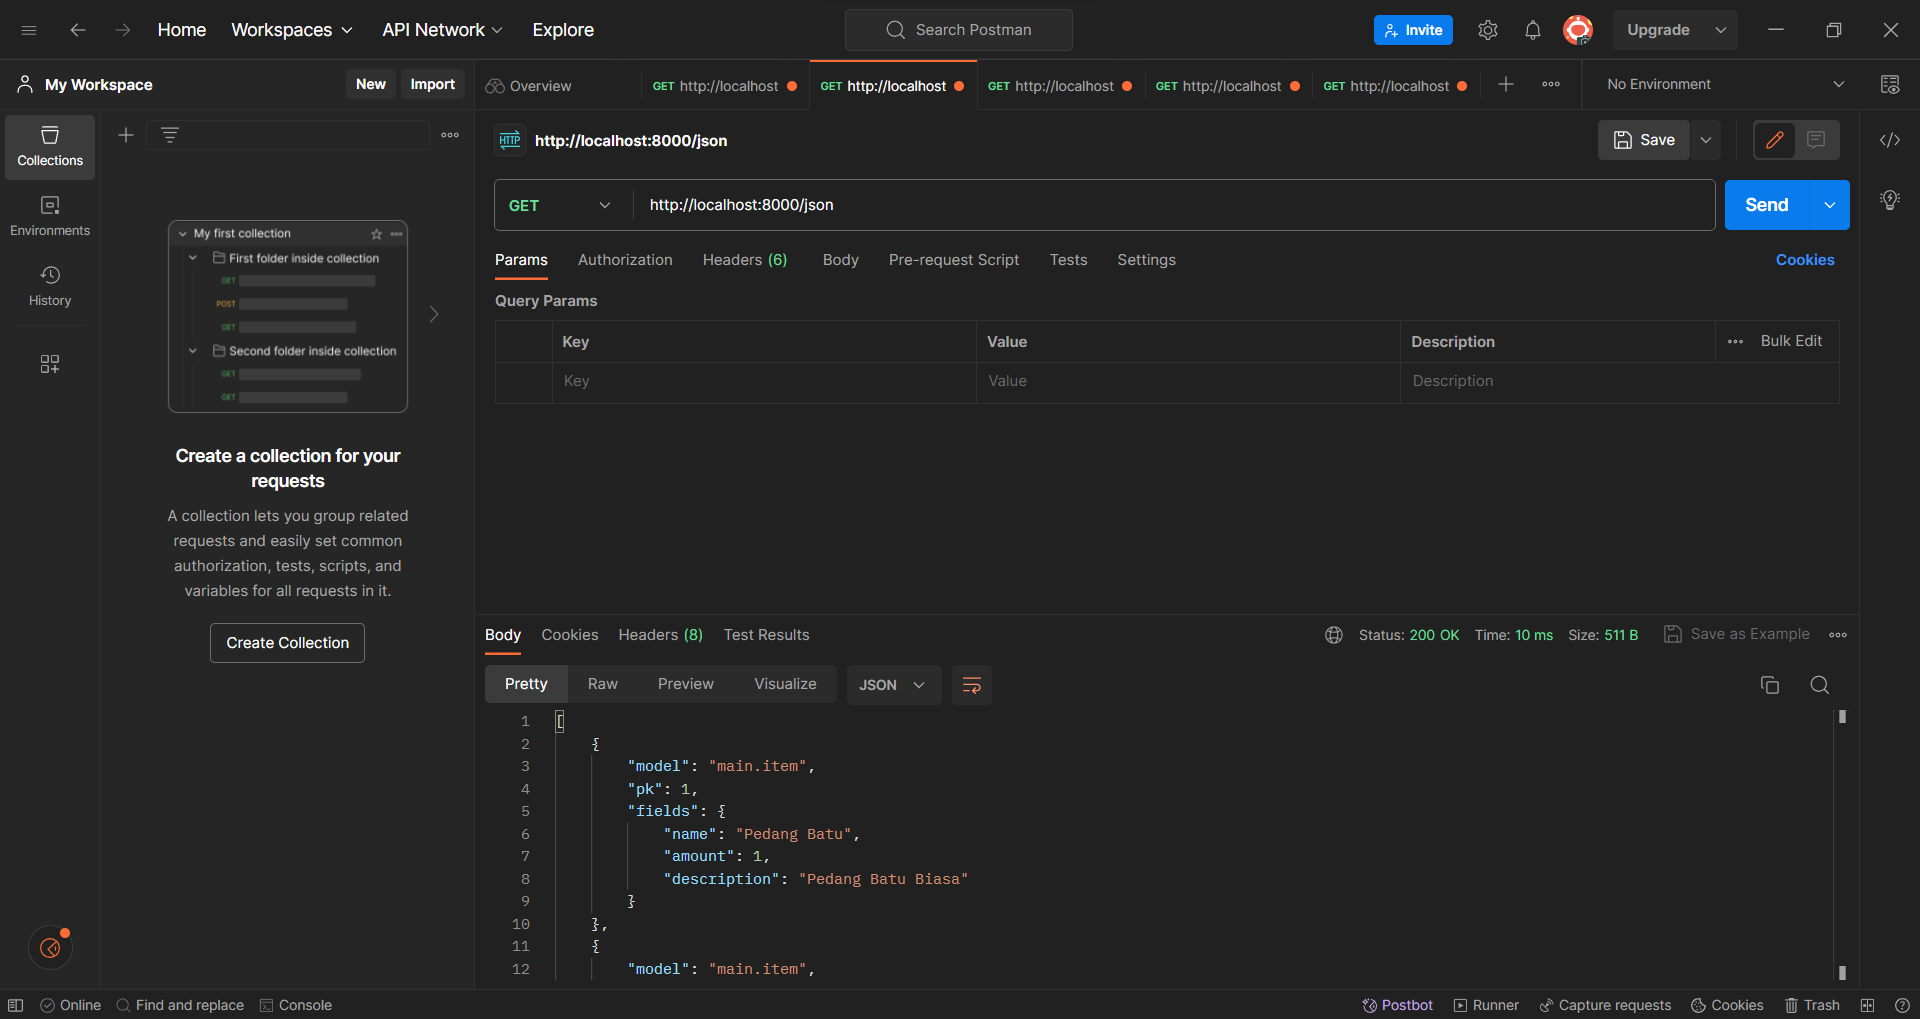 Home Workspaces API Network Explore Search Postman Invite Upgrade
My Workspace New Import Overview GET http://localhost GET http://localhost GET http://localhost GET http://localhost GET http://localhost No Environment
Collections
Environments
History
My first collection
First folder inside collection
GET
POST
GET
Second folder inside collection
GET
GET
Create a collection for your
requests
A collection lets you group related
requests and easily set common
authorization, tests, scripts, and
variables for all requests in it.
Create Collection
HTTP http://localhost:8000/json Save
GET http://localhost:8000/json Send
Params Authorization Headers (6) Body Pre-request Script Tests Settings Cookies
Query Params
Key Value Description Bulk Edit
Key Value Description
Body Cookies Headers (8) Test Results Status: 200 OK Time: 10 ms Size: 511 B Save as Example
Pretty Raw Preview Visualize JSON
1 [
2 {
3 "model": "main.item",
4 "pk": 1,
5 "fields": {
6 "name": "Pedang Batu",
7 "amount": 1,
8 "description": "Pedang Batu Biasa"
9 }
10 },
11 {
12 "model": "main.item",
Online Find and replace Console Postbot Runner Capture requests Cookies Trash